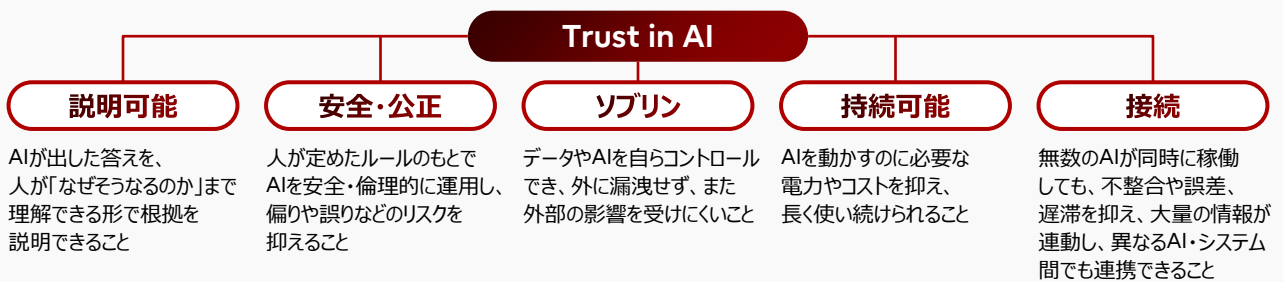 Trust in AI
説明可能
AIが出した答えを、
人が「なぜそうなるのか」まで
理解できる形で根拠を
説明できること
安全・公正
人が定めたルールのもとで
AIを安全・倫理的に運用し、
偏りや誤りなどのリスクを
抑えること
ソブリン
データやAIを自らコントロール
でき、外に漏洩せず、また
外部の影響を受けにくいこと
持続可能
AIを動かすのに必要な
電力やコストを抑え、
長く使い続けられること
接続
無数のAIが同時に稼働
しても、不整合や誤差、
遅滞を抑え、大量の情報が
連動し、異なるAI・システム
間でも連携できること